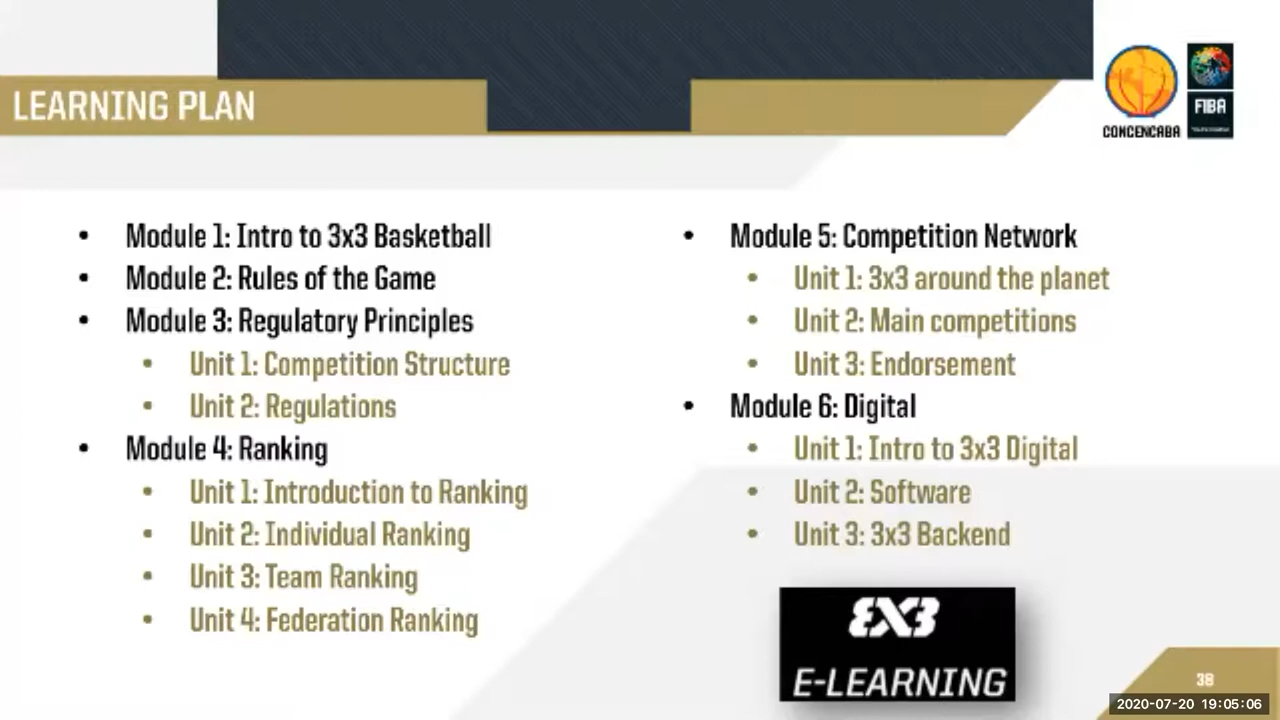 LEARNING PLAN
CONCENCABA
FIBA
• Module 1: Intro to 3x3 Basketball
• Module 2: Rules of the Game
• Module 3: Regulatory Principles
• Unit 1: Competition Structure
• Unit 2: Regulations
• Module 4: Ranking
• Unit 1: Introduction to Ranking
• Unit 2: Individual Ranking
• Unit 3: Team Ranking
• Unit 4: Federation Ranking
• Module 5: Competition Network
• Unit 1: 3x3 around the planet
• Unit 2: Main competitions
• Unit 3: Endorsement
• Module 6: Digital
• Unit 1: Intro to 3x3 Digital
• Unit 2: Software
• Unit 3: 3x3 Backend
3X3
E-LEARNING
38
2020-07-20 19:05:06